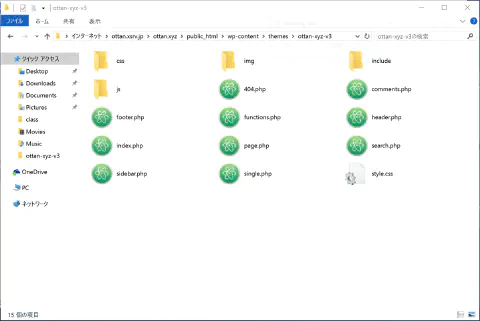 ottan-xyz-v3
ファイル ホーム 共有 表示
インターネット > ottan.xsrv.jp > ottan.xyz > public_html > wp-content > themes > ottan-xyz-v3
ottan-xyz-v3の検索
クイック アクセス
Desktop
Downloads
Documents
Pictures
class
Movies
Music
ottan-xyz-v3
OneDrive
PC
ネットワーク
css img include
js 404.php comments.php
footer.php functions.php header.php
index.php page.php search.php
sidebar.php single.php style.css
15 個の項目